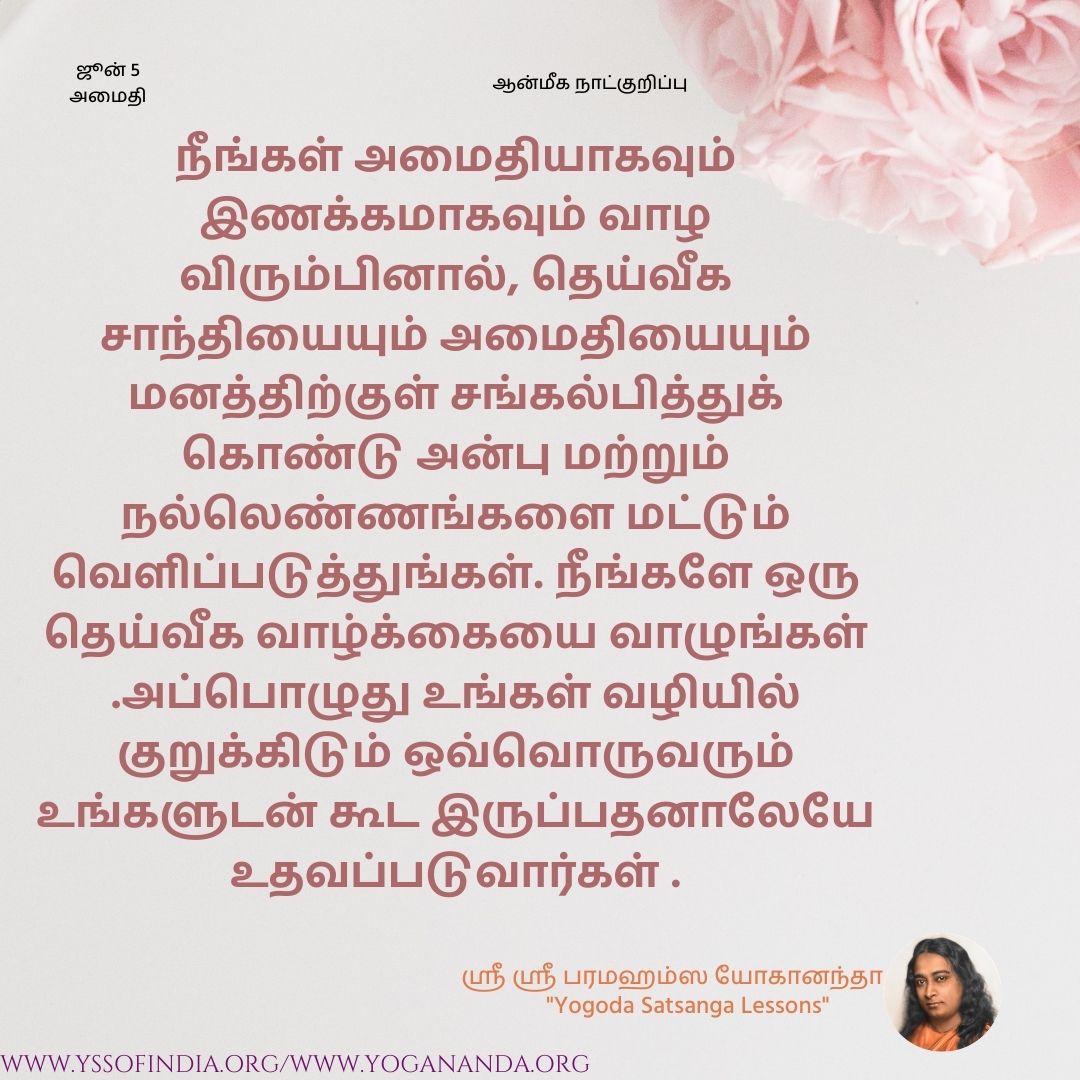 ஜூன் 5
அமைதி
ஆன்மீக நாட்குறிப்பு
நீங்கள் அமைதியாகவும்
இணக்கமாகவும் வாழ
விரும்பினால், தெய்வீக
சாந்தியையும் அமைதியையும்
மனத்திற்குள் சங்கல்பித்துக்
கொண்டு அன்பு மற்றும்
நல்லெண்ணங்களை மட்டும்
வெளிப்படுத்துங்கள். நீங்களே ஒரு
தெய்வீக வாழ்க்கையை வாழுங்கள்
.அப்பொழுது உங்கள் வழியில்
குறுக்கிடும் ஒவ்வொருவரும்
உங்களுடன் கூட இருப்பதனாலேயே
உதவப்படுவார்கள் .
ஸ்ரீ ஸ்ரீ பரமஹம்ஸ யோகானந்தா
"Yogoda Satsanga Lessons"
WWW.YSSOFINDIA.ORG/WWW.YOGANANDA.ORG